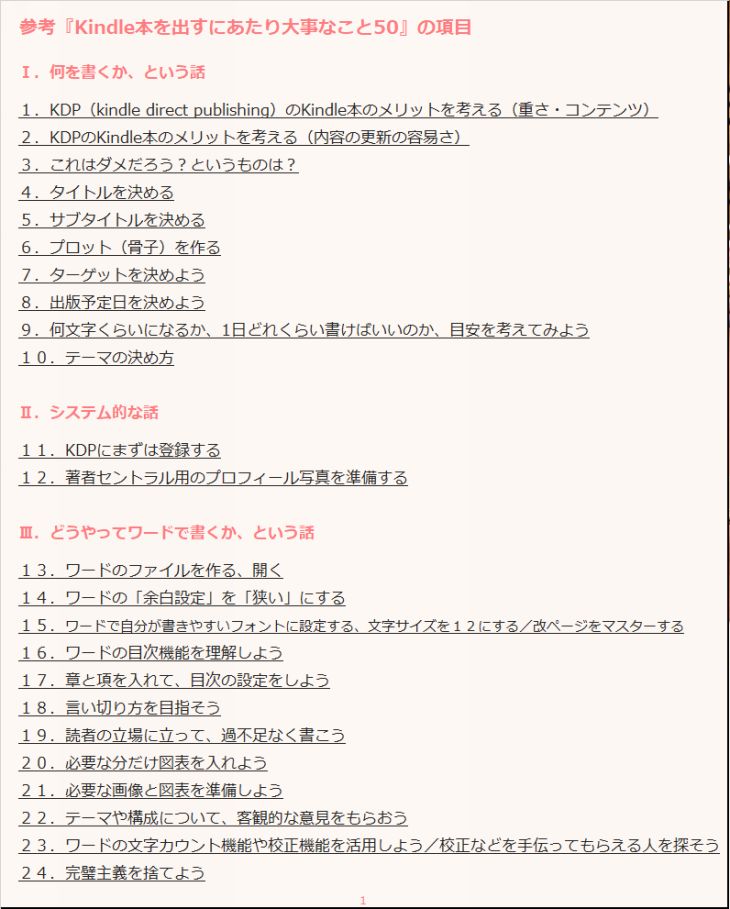 参考『Kindle本を出すにあたり大事なこと50』の項目
Ⅰ．何を書くか、という話
１．KDP（kindle direct publishing）のKindle本のメリットを考える（重さ・コンテンツ）
２．KDPのKindle本のメリットを考える（内容の更新の容易さ）
３．これはダメだろう？というものは？
４．タイトルを決める
５．サブタイトルを決める
６．プロット（骨子）を作る
７．ターゲットを決めよう
８．出版予定日を決めよう
９．何文字くらいになるか、1日どれくらい書けばいいのか、目安を考えてみよう
１０．テーマの決め方
Ⅱ．システム的な話
１１．KDPにまずは登録する
１２．著者セントラル用のプロフィール写真を準備する
Ⅲ．どうやってワードで書くか、という話
１３．ワードのファイルを作る、開く
１４．ワードの「余白設定」を「狭い」にする
１５．ワードで自分が書きやすいフォントに設定する、文字サイズを１２にする／改ページをマスターする
１６．ワードの目次機能を理解しよう
１７．章と項を入れて、目次の設定をしよう
１８．言い切り方を目指そう
１９．読者の立場に立って、過不足なく書こう
２０．必要な分だけ図表を入れよう
２１．必要な画像と図表を準備しよう
２２．テーマや構成について、客観的な意見をもらおう
２３．ワードの文字カウント機能や校正機能を活用しよう／校正などを手伝ってもらえる人を探そう
２４．完璧主義を捨てよう
1